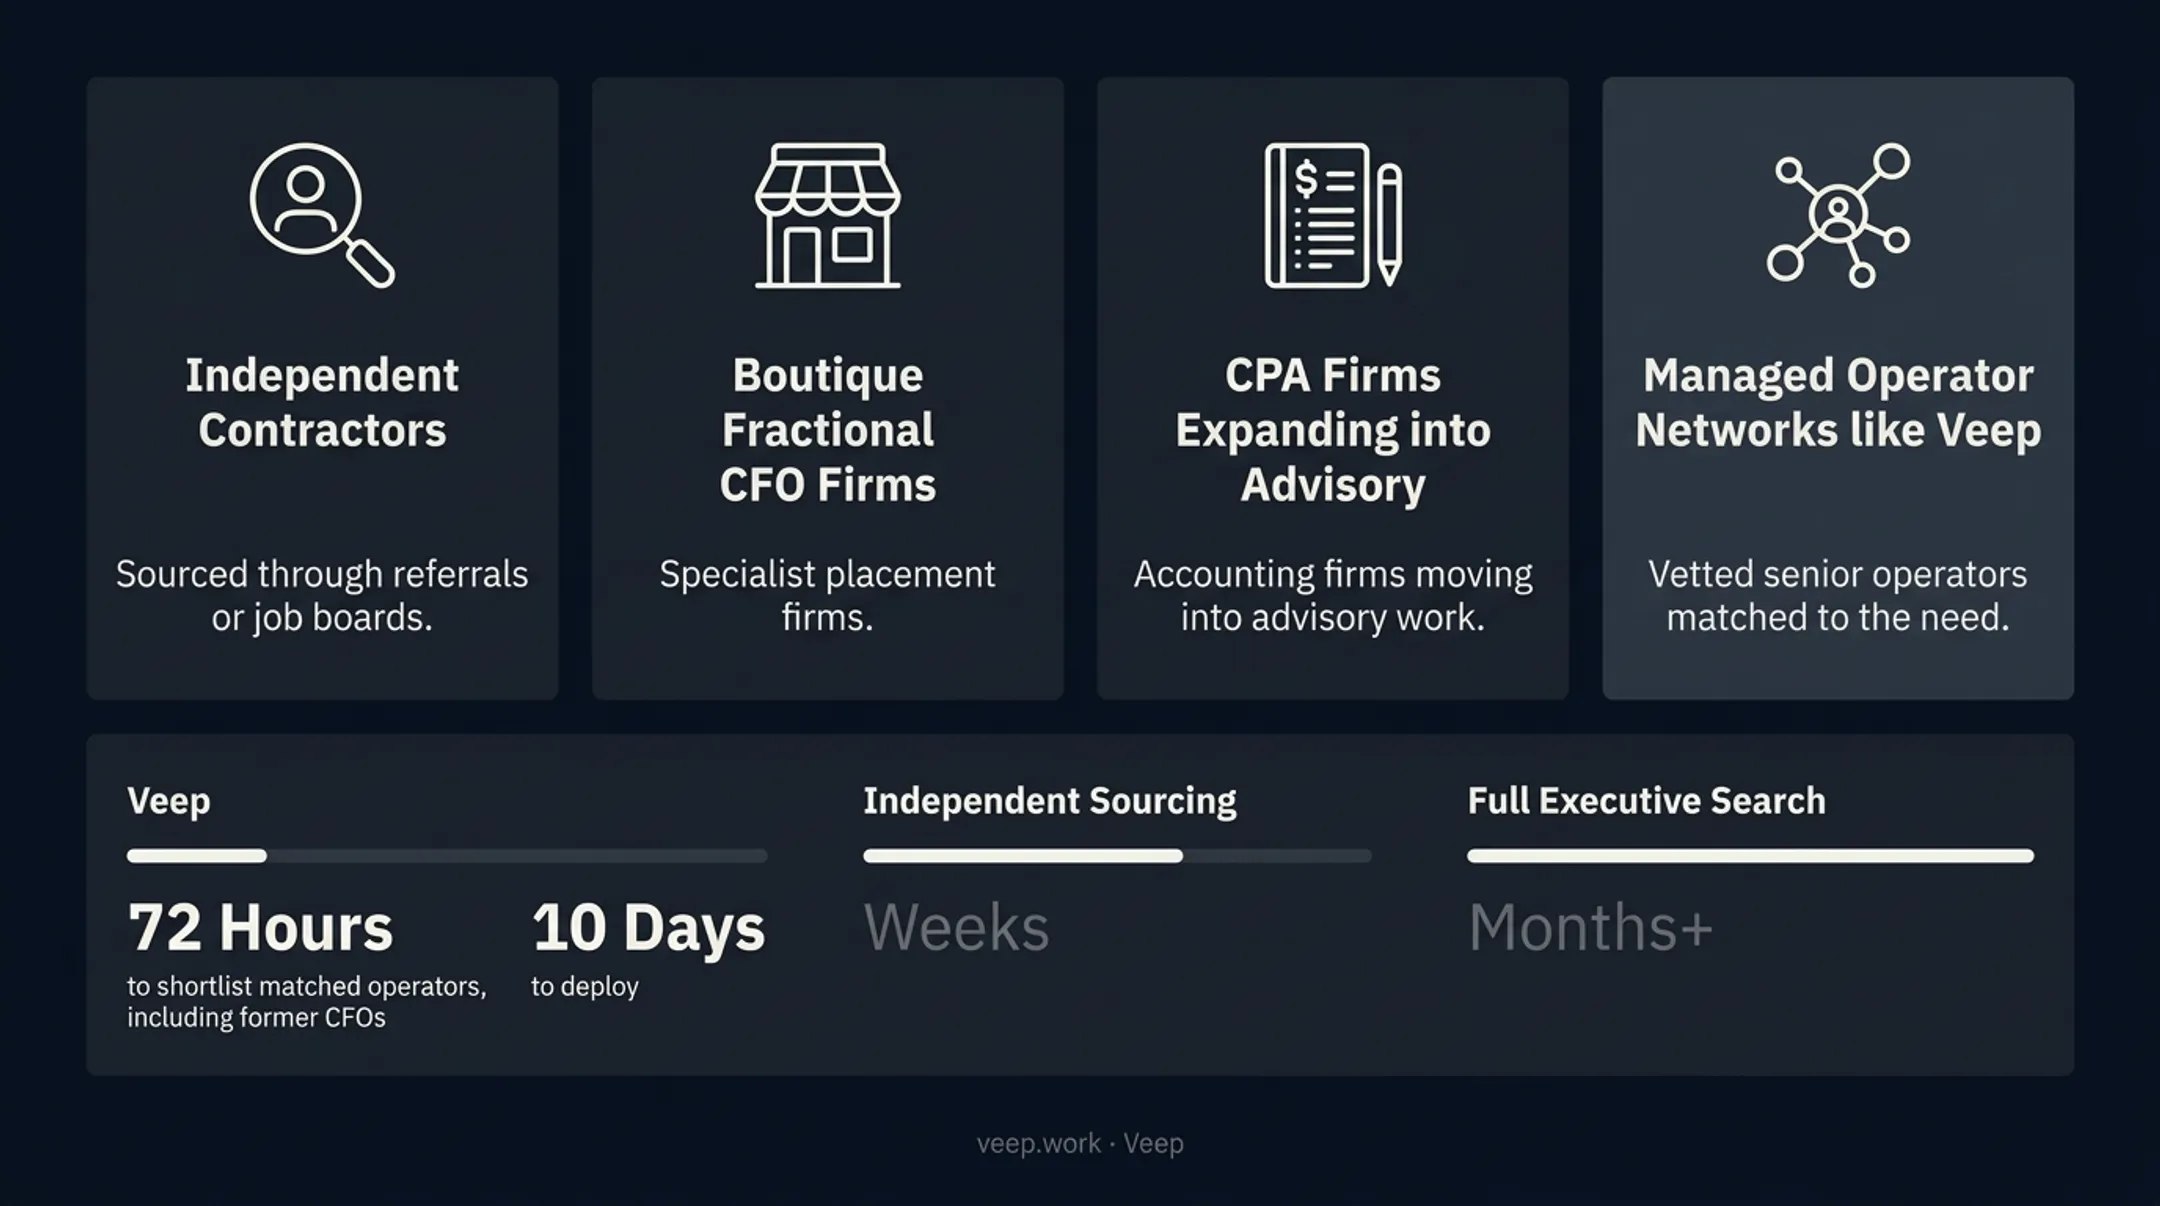 Independent
Contractors
Sourced through referrals
or job boards.
Boutique
Fractional
CFO Firms
Specialist placement
firms.
$
CPA Firms
Expanding into
Advisory
Accounting firms moving
into advisory work.
Managed Operator
Networks like Veep
Vetted senior operators
matched to the need.
Veep
72 Hours
to shortlist matched operators,
including former CFOs
10 Days
to deploy
Independent Sourcing
Weeks
Full Executive Search
Months+
veep.work · Veep